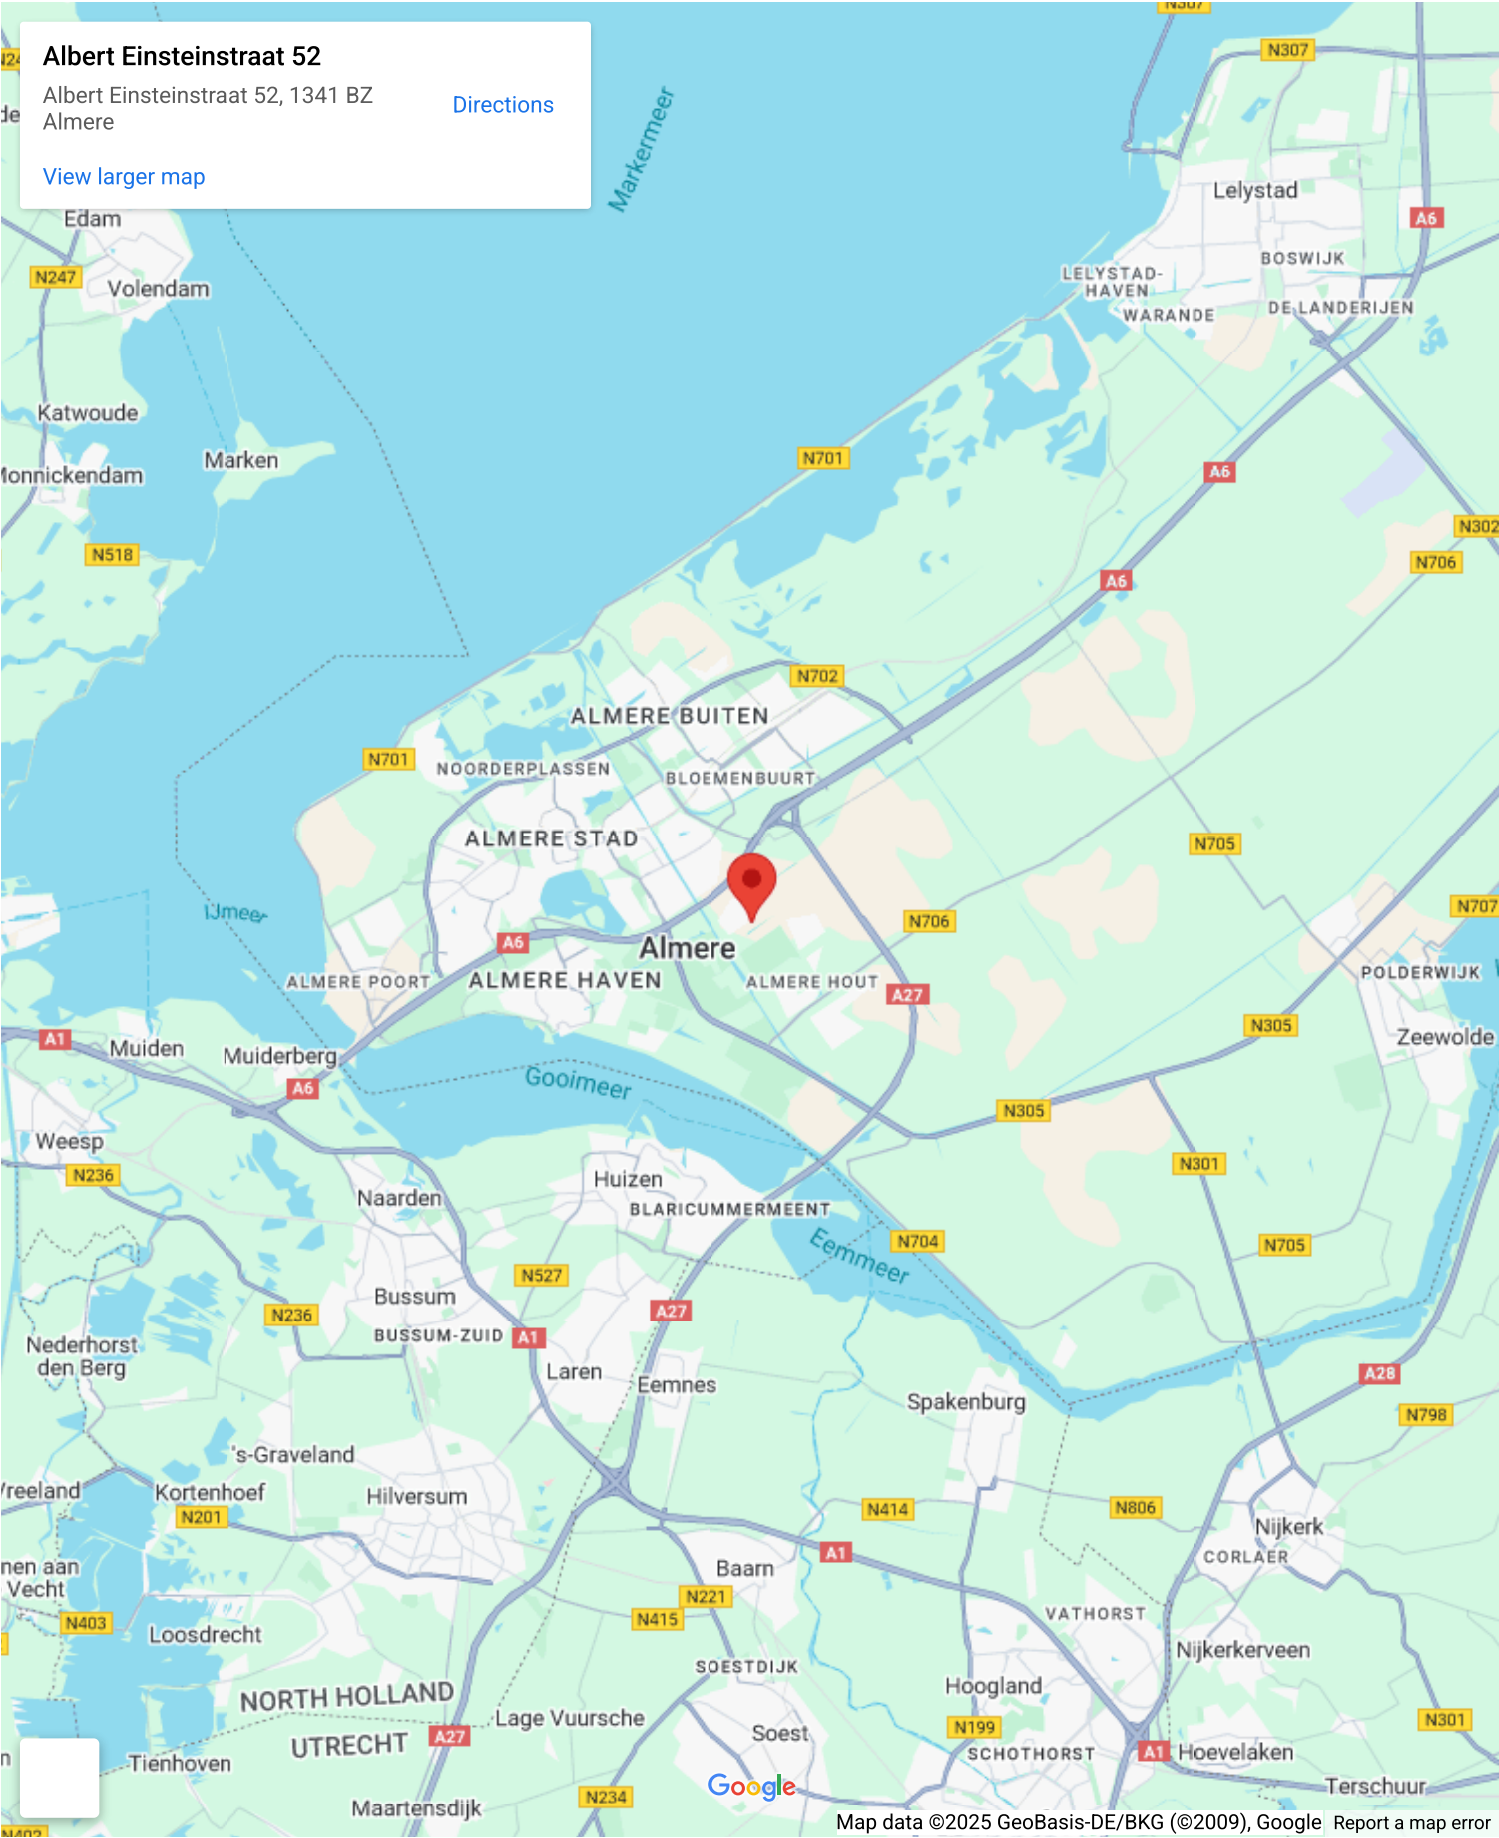 Albert Einsteinstraat 52
Albert Einsteinstraat 52, 1341 BZ
Almere
Directions
View larger map
N307
N307
Markermeer
Lelystad
A6
Edam
BOSWIJK
N247
LELYSTAD-
HAVEN
Volendam
WARANDE
DE LANDERIJEN
Katwoude
Marken
N701
A6
Monnickendam
N302
N518
N706
A6
N702
ALMERE BUITEN
N701
NOORDERPLASSEN
BLOEMENBUURT
ALMERE STAD
N705
IJmeer
N706
N707
A6
Almere
POLDERWIJK
ALMERE POORT
ALMERE HAVEN
ALMERE HOUT
A27
N305
A1
Muiden
Muiderberg
Zeewolde
A6
Gooimeer
N305
Weesp
N236
N301
Huizen
Naarden
BLARICUMMERMEENT
Eemmeer
N704
N705
N527
Bussum
N236
A27
BUSSUM-ZUID
A1
Nederhorst
den Berg
Laren
Eemnes
A28
Spakenburg
N798
's-Graveland
Vreeland
Kortenhoef
Hilversum
N201
N414
N806
Nijkerk
A1
CORLAER
nen aan
Vecht
Baarn
N221
N403
N415
VATHORST
Loosdrecht
Nijkerkerveen
SOESTDIJK
Hoogland
NORTH HOLLAND
Lage Vuursche
N301
UTRECHT
A27
Soest
N199
SCHOTHORST
A1
Hoevelaken
Tienhoven
Terschuur
Google
N234
Maartensdijk
N402
Map data ©2025 GeoBasis-DE/BKG (©2009), Google
Report a map error